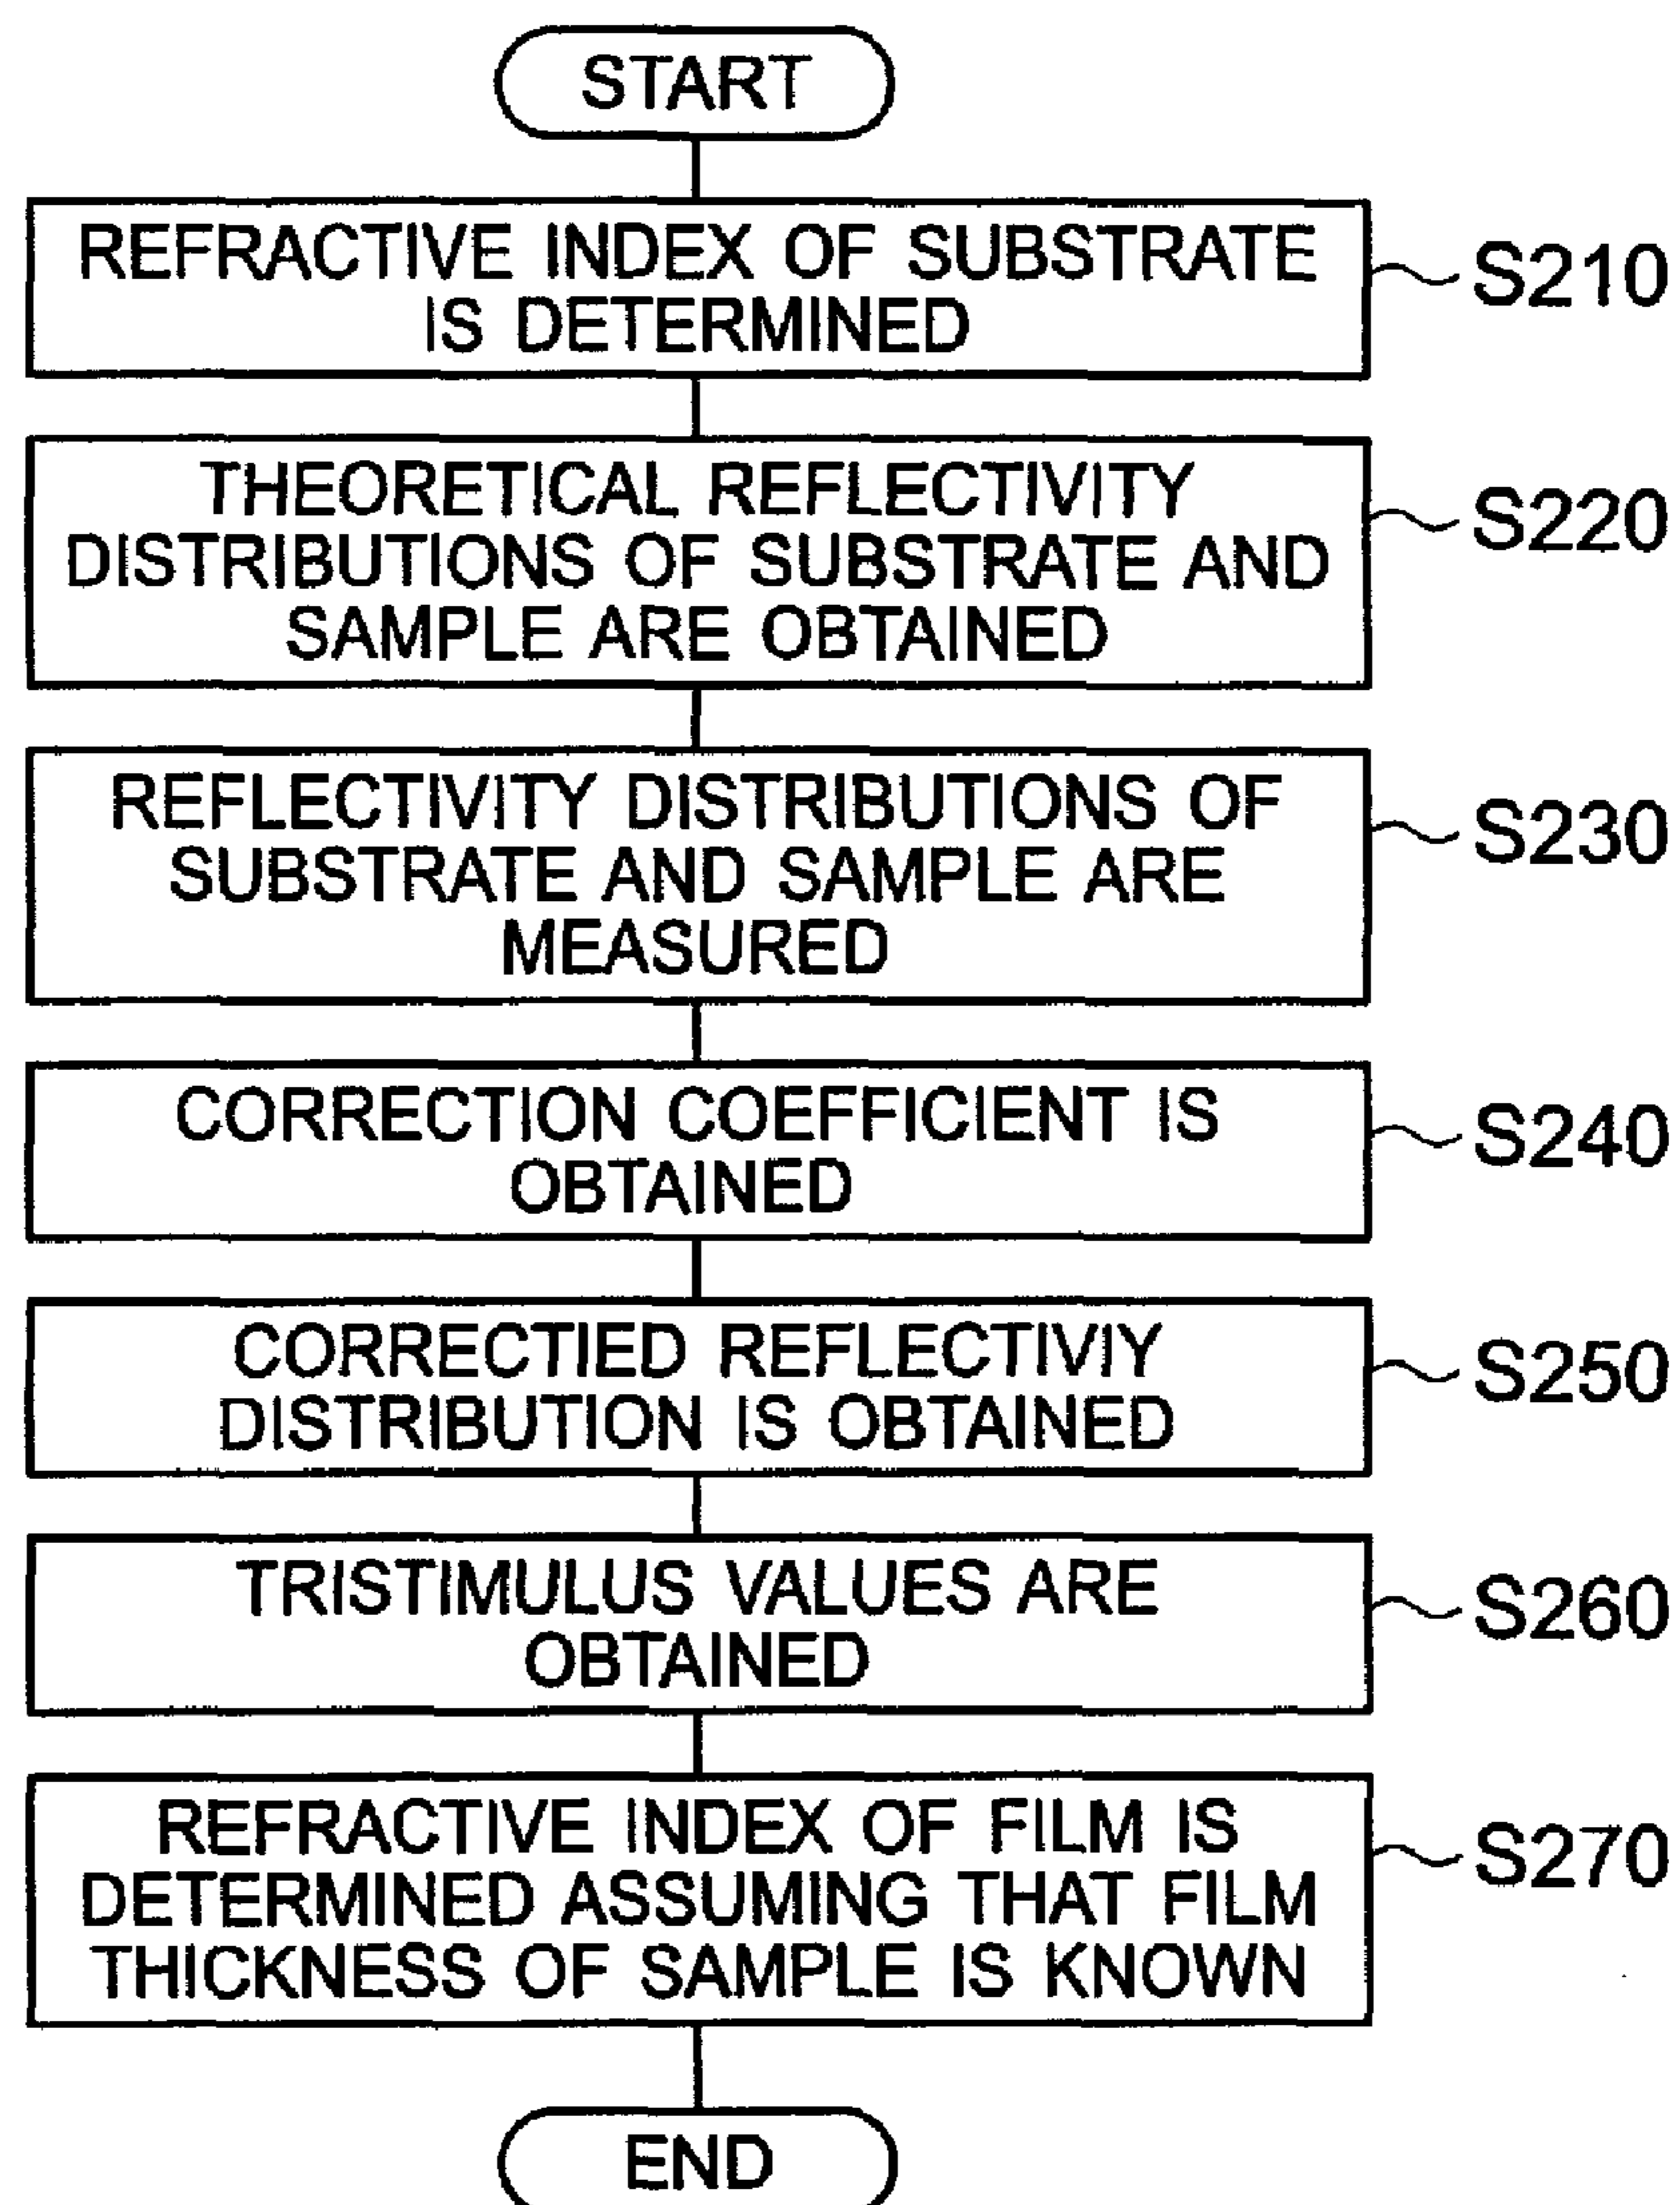 START
REFRACTIVE INDEX OF SUBSTRATE
IS DETERMINED
S210
THEORETICAL REFLECTIVITY
DISTRIBUTIONS OF SUBSTRATE AND
SAMPLE ARE OBTAINED
S220
REFLECTIVITY DISTRIBUTIONS OF
SUBSTRATE AND SAMPLE ARE
MEASURED
S230
CORRECTION COEFFICIENT IS
OBTAINED
S240
CORRECTIED REFLECTIVIY
DISTRIBUTION IS OBTAINED
S250
TRISTIMULUS VALUES ARE
OBTAINED
S260
REFRACTIVE INDEX OF FILM IS
DETERMINED ASSUMING THAT FILM
THICKNESS OF SAMPLE IS KNOWN
S270
END